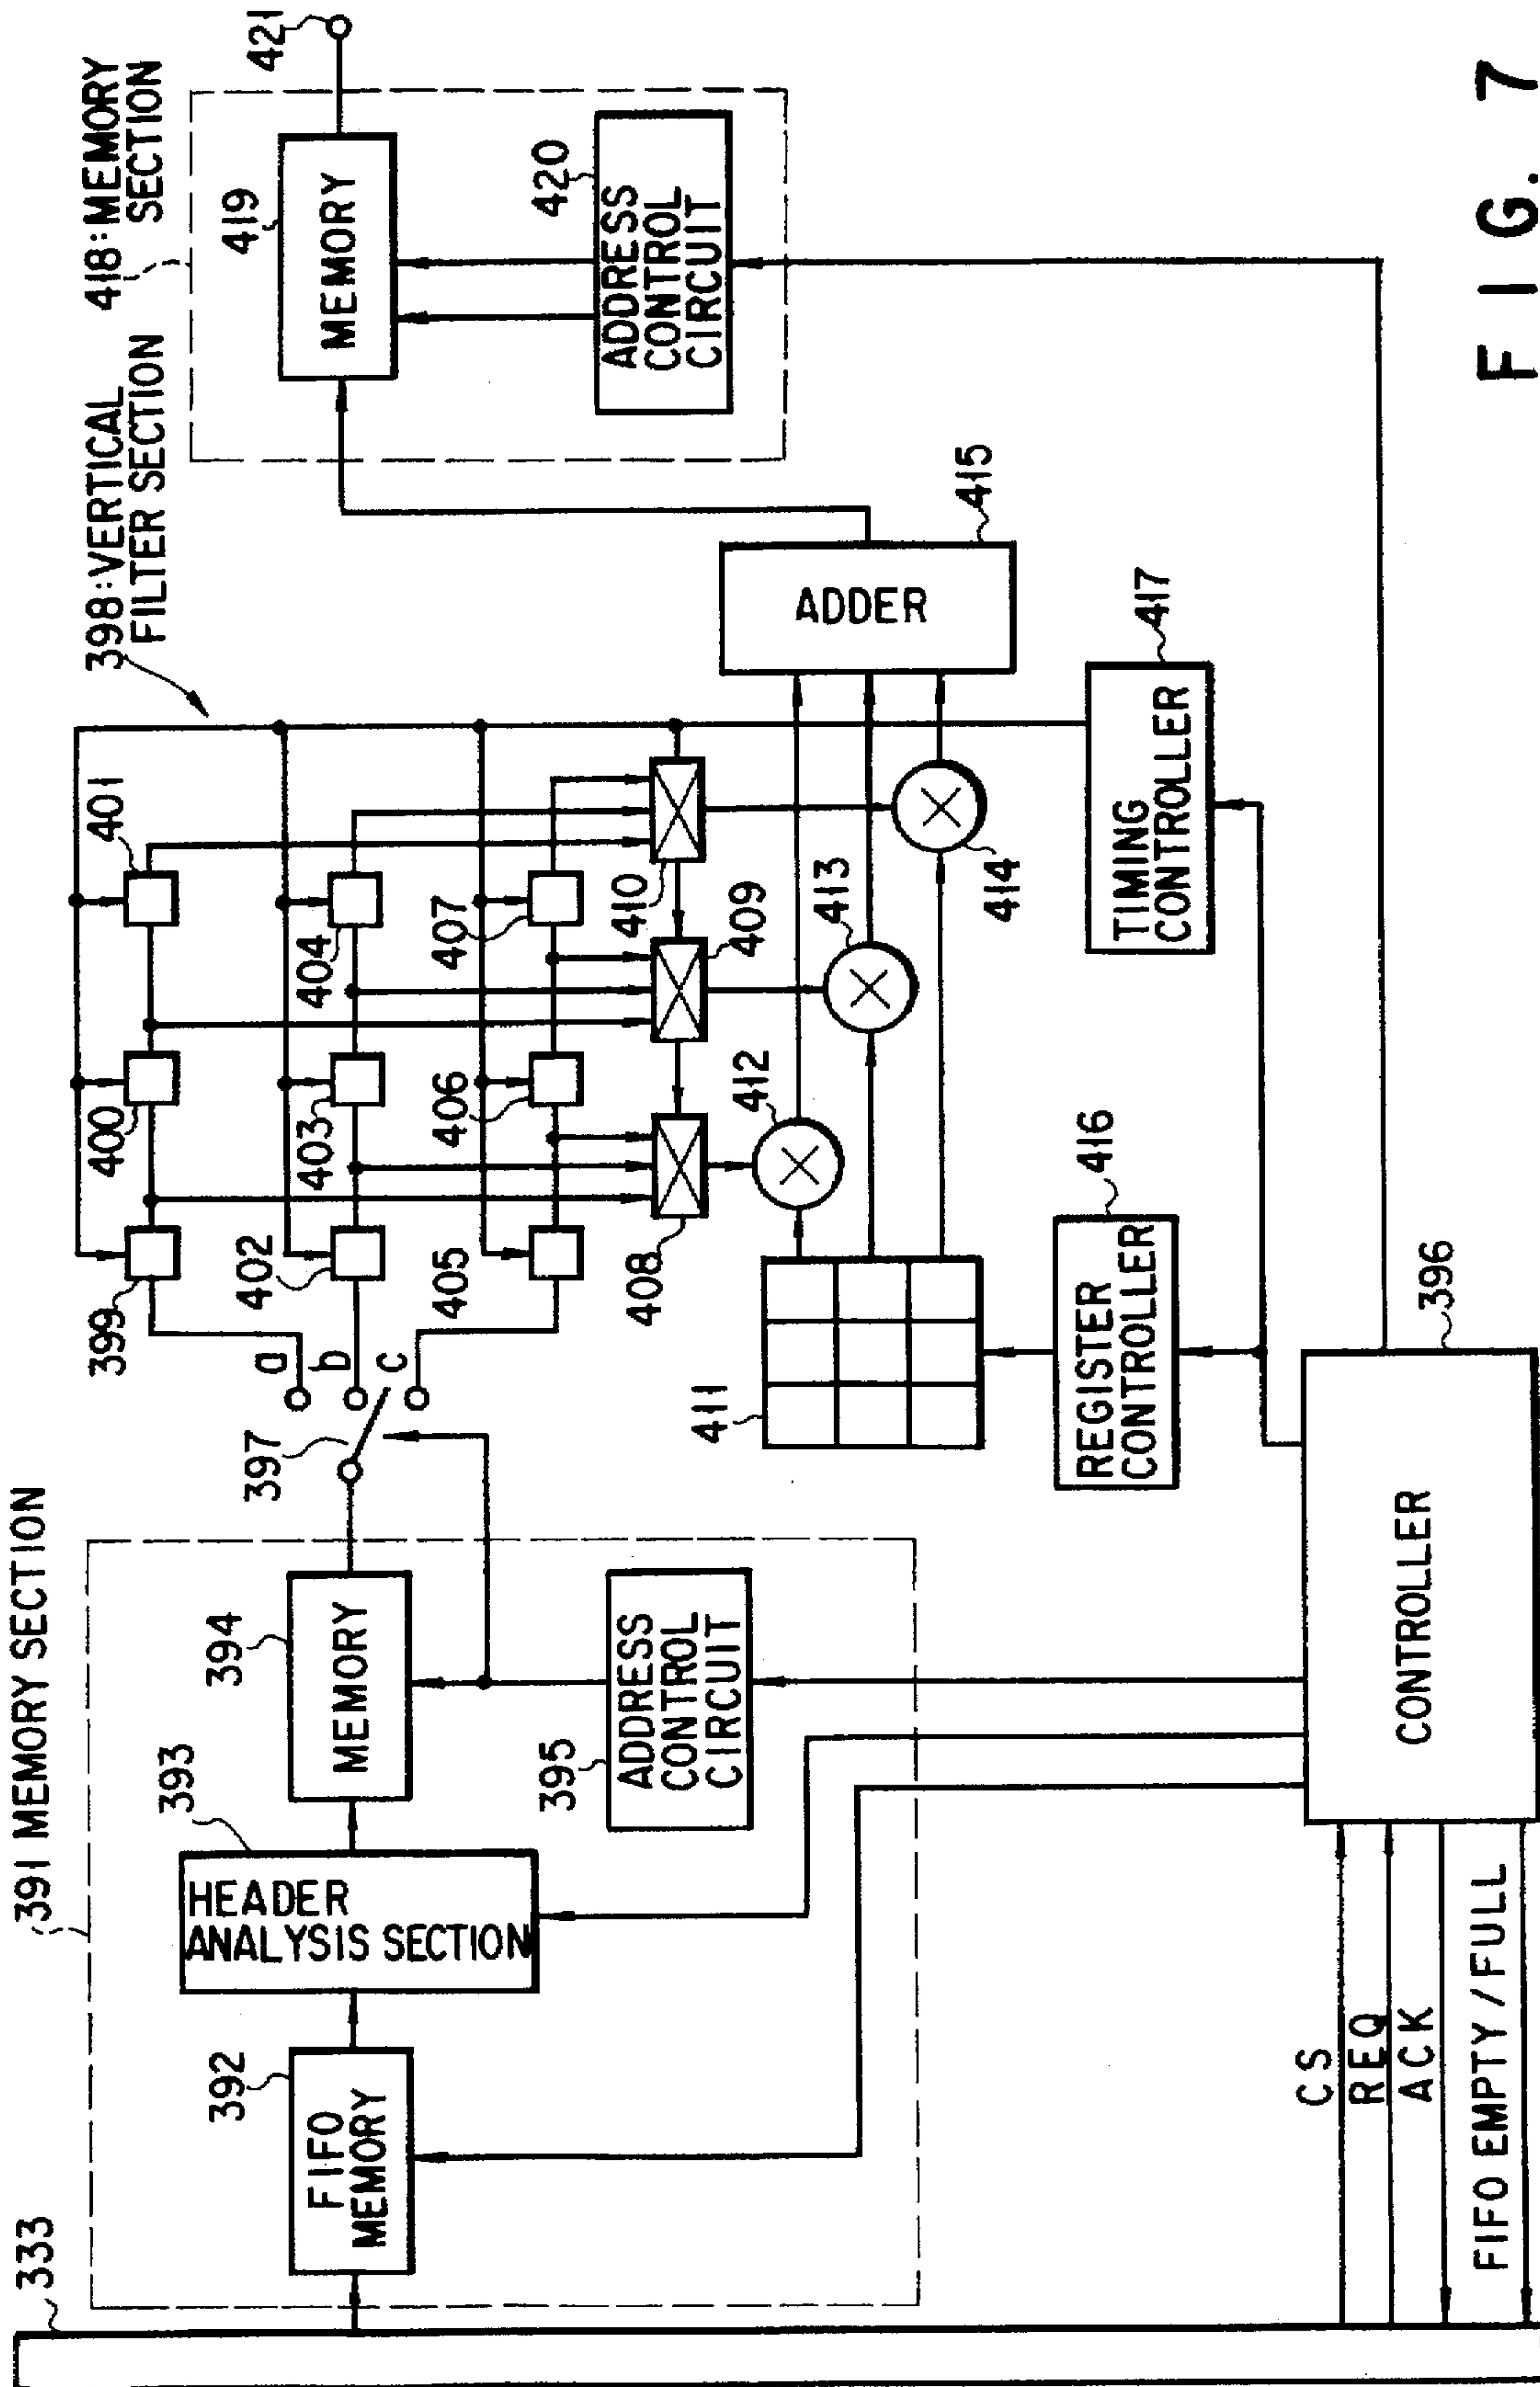 333
391 MEMORY SECTION
392
FIFO
MEMORY
393
HEADER
ANALYSIS SECTION
394
MEMORY
395
ADDRESS
CONTROL
CIRCUIT
397
a
b
c
398:VERTICAL
FILTER SECTION
399
400
401
402
403
404
405
406
407
408
409
410
411
412
413
414
ADDER
415
REGISTER
CONTROLLER
416
TIMING
CONTROLLER
417
418:MEMORY
SECTION
419
MEMORY
420
ADDRESS
CONTROL
CIRCUIT
421
CONTROLLER
396
CS
REQ
ACK
FIFO EMPTY/FULL
FIG. 7